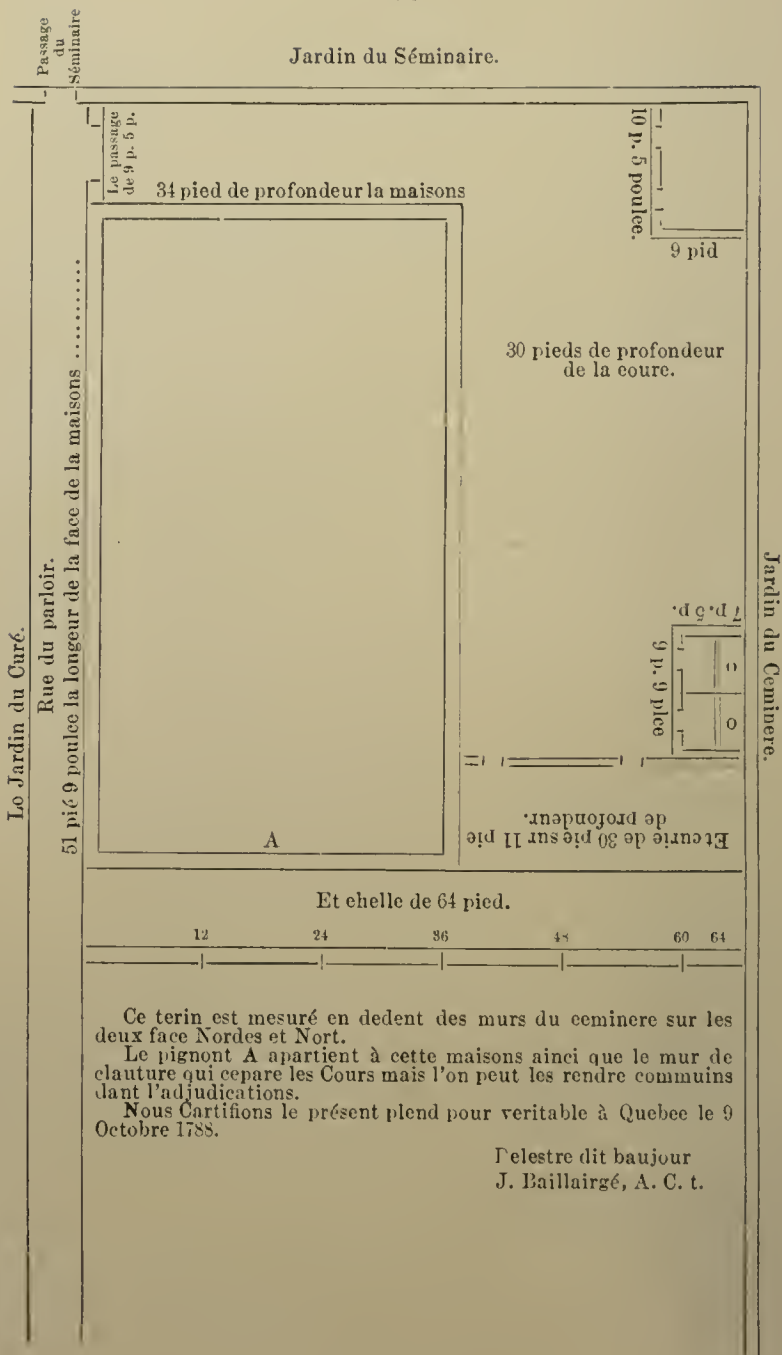 Passage
du
Séminaire
Jardin du Séminaire.
Le passage
de 9 p. 5 p.
34 pied de profondeur la maisons
10 p. 5 poulce.
9 pid
30 pieds de profondeur
de la coure.
Lo Jardin du Curé.
Rue du parloir.
51 pié 9 poulce la longeur de la face de la maisons ...........
Jardin du Ceminere.
7 p. 5 p.
9 p. 9 plce
O
O
Eteurie de 30 pie sur 11 pie
de profondeur.
A
Et chelle de 64 pied.
12 24 36 48 60 64
Ce terin est mesuré en dedent des murs du ceminere sur les
deux face Nordes et Nort.
Le pignont A apartient à cette maisons ainci que le mur de
clauture qui cepare les Cours mais l'on peut les rendre commuins
dant l'adjudications.
Nous Cartifions le présent plend pour veritable à Quebec le 9
Octobre 1788.
Pelestre dit baujour
J. Baillairgé, A. C. t.